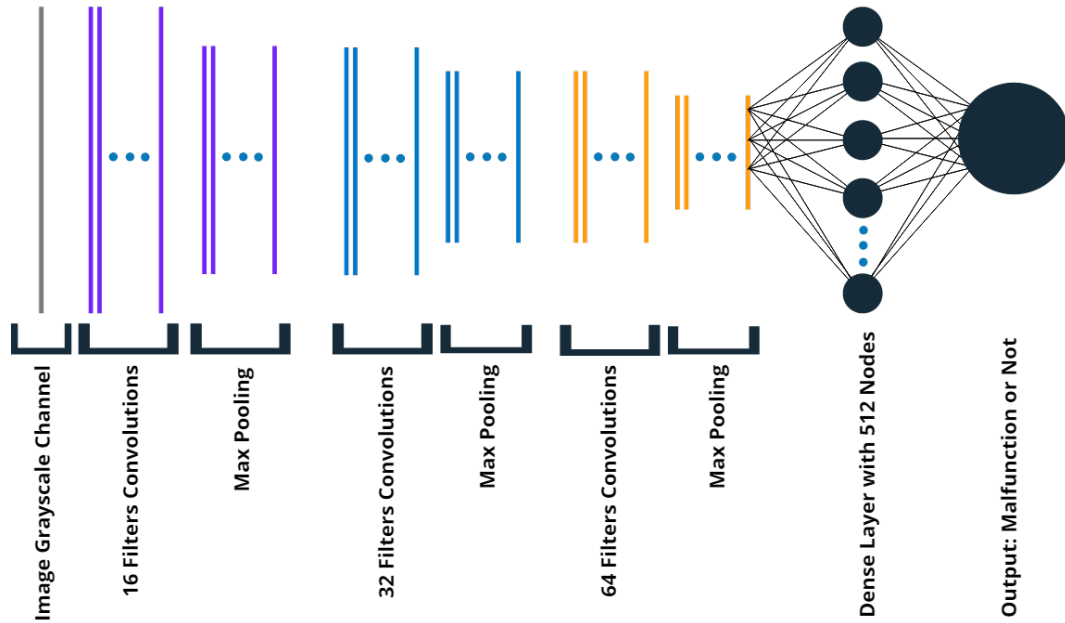 Image Grayscale Channel
16 Filters Convolutions
Max Pooling
32 Filters Convolutions
Max Pooling
64 Filters Convolutions
Max Pooling
Dense Layer with 512 Nodes
Output: Malfunction or Not